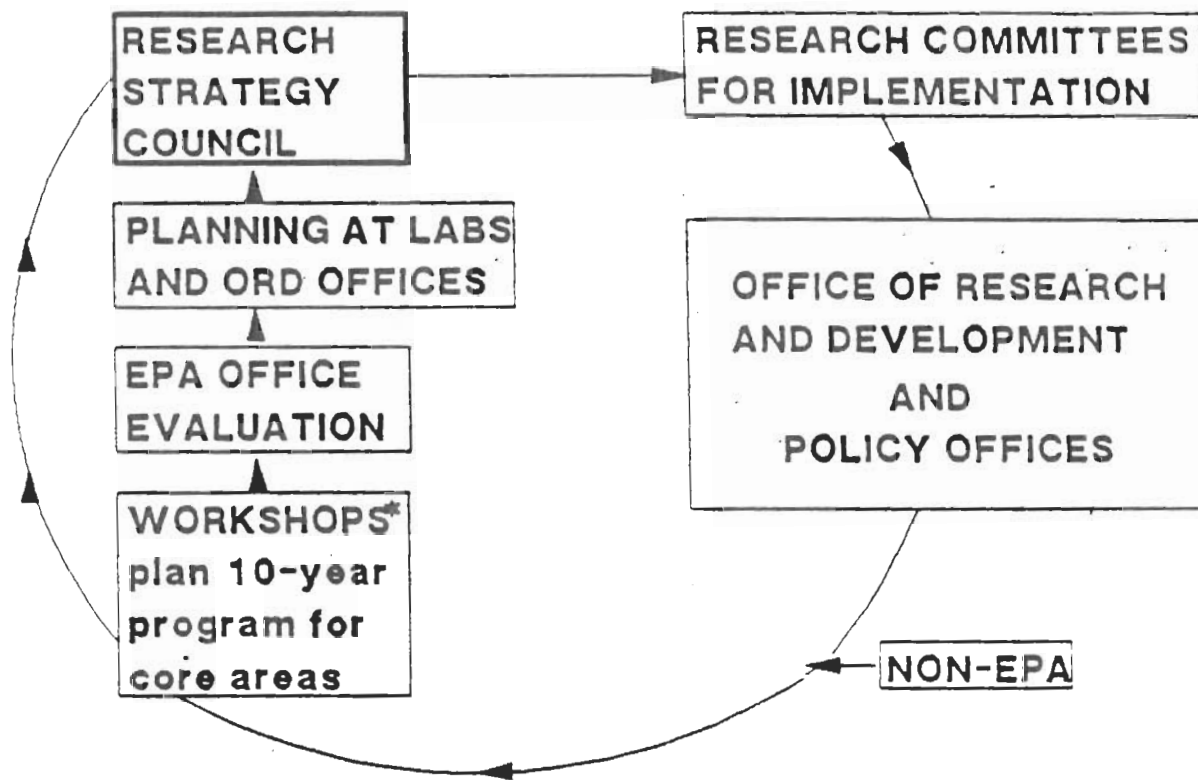 RESEARCH
STRATEGY
COUNCIL
RESEARCH COMMITTEES
FOR IMPLEMENTATION
PLANNING AT LABS
AND ORD OFFICES
EPA OFFICE
EVALUATION
WORKSHOPS*
plan 10-year
program for
core areas
OFFICE OF RESEARCH
AND DEVELOPMENT
AND
POLICY OFFICES
NON-EPA